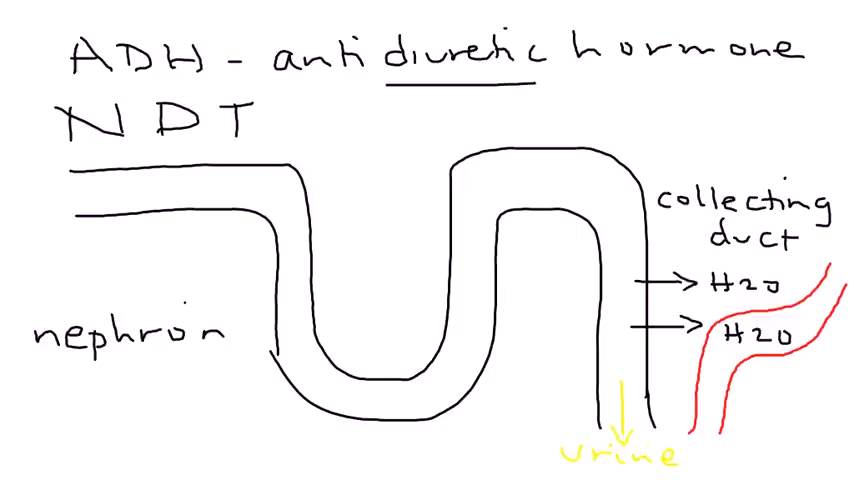 ADH - antidiuretic hormone
NDT
collecting
duct
H2O
H2O
nephron
urine